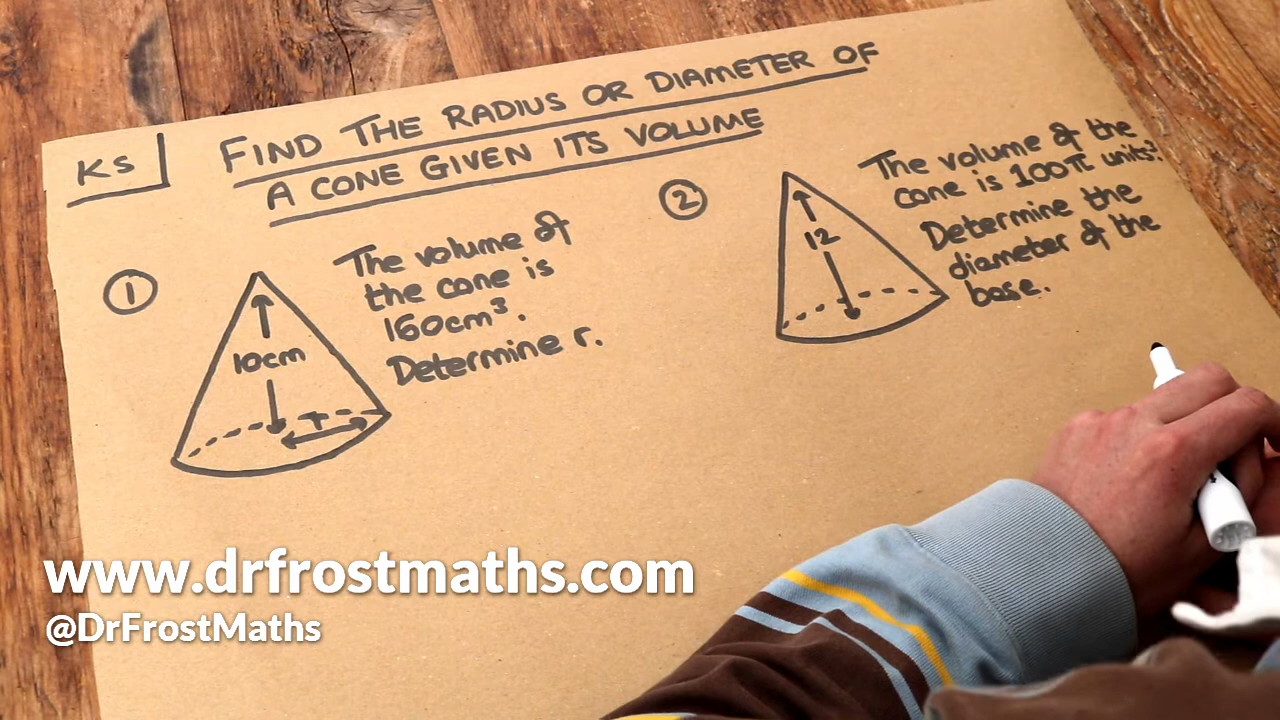 K5
FIND THE RADIUS OR DIAMETER OF
A CONE GIVEN ITS VOLUME
①
10cm
r
The volume of
the cone is
160cm³.
Determine r.
②
12
The volume of the
cone is 100π units³.
Determine the
diameter of the
base.
www.drfrostmaths.com
@DrFrostMaths